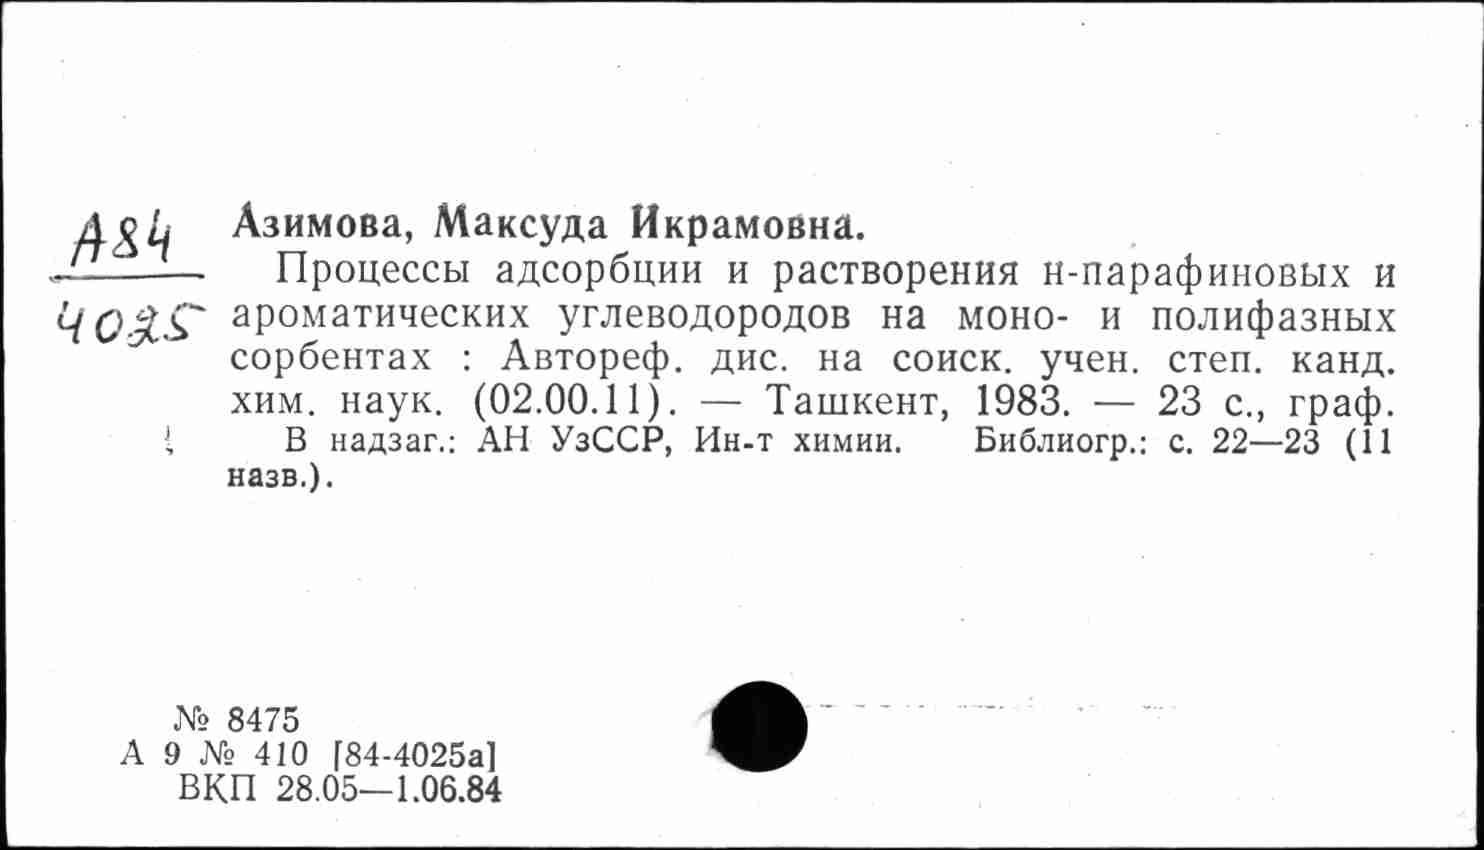 А84
4025
Азимова, Максуда Икрамовна.
Процессы адсорбции и растворения н-парафиновых и
ароматических углеводородов на моно- и полифазных
сорбентах : Автореф. дис. на соиск. учен. степ. канд.
хим. наук. (02.00.11). — Ташкент, 1983. — 23 с., граф.
В надзаг.: АН УзССР, Ин-т химии. Библиогр.: с. 22—23 (11
назв.).
№ 8475
А 9 № 410 [84-4025а]
ВКП 28.05—1.06.84